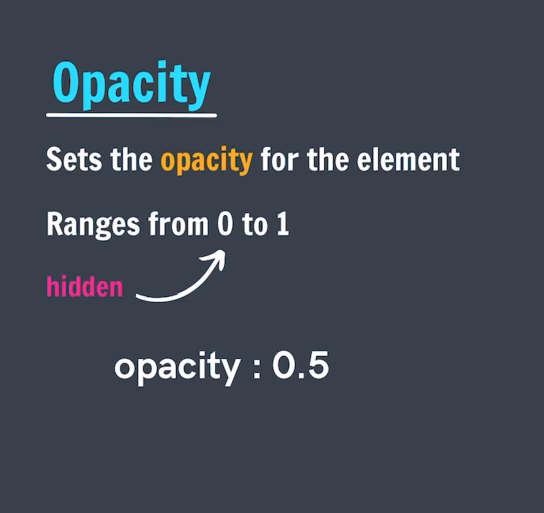 Opacity
Sets the opacity for the element
Ranges from 0 to 1
hidden
opacity : 0.5